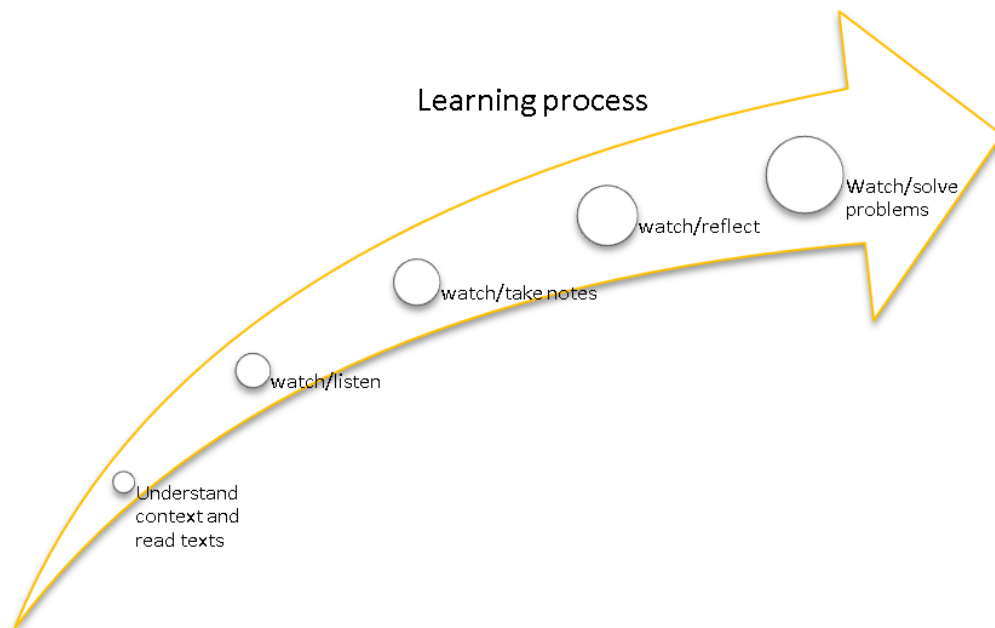 Learning process
Watch/solve
problems
watch/reflect
watch/take notes
watch/listen
Understand
context and
read texts